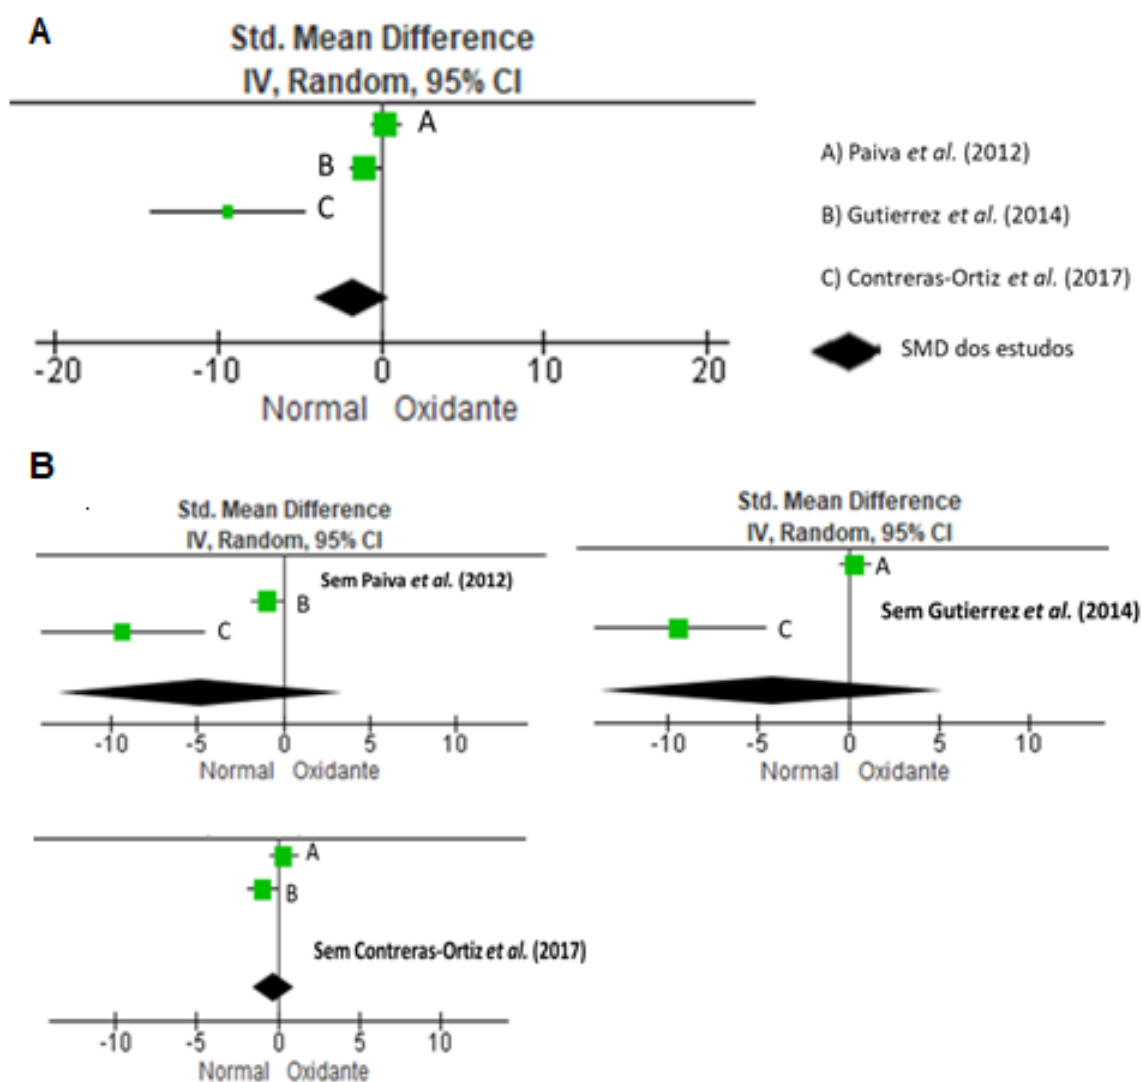 A
Std. Mean Difference
IV, Random, 95% CI
A
B
C
-20 -10 0 10 20
Normal Oxidante
A) Paiva et al. (2012)
B) Gutierrez et al. (2014)
C) Contreras-Ortiz et al. (2017)
SMD dos estudos
B
Std. Mean Difference
IV, Random, 95% CI
Sem Paiva et al. (2012)
B
C
-10 -5 0 5 10
Normal Oxidante
Std. Mean Difference
IV, Random, 95% CI
A
Sem Gutierrez et al. (2014)
C
-10 -5 0 5 10
Normal Oxidante
A
B
Sem Contreras-Ortiz et al. (2017)
-10 -5 0 5 10
Normal Oxidante